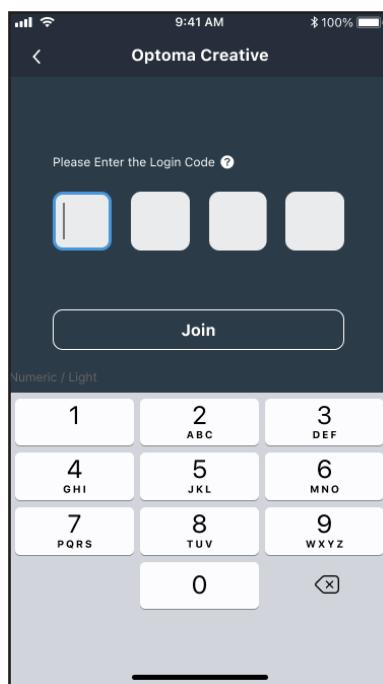 9:41 AM 100%
Optoma Creative
Please Enter the Login Code ?
Join
Numeric / Light
1 2 3
ABC DEF
4 5 6
GHI JKL MNO
7 8 9
PQRS TUV WXYZ
0